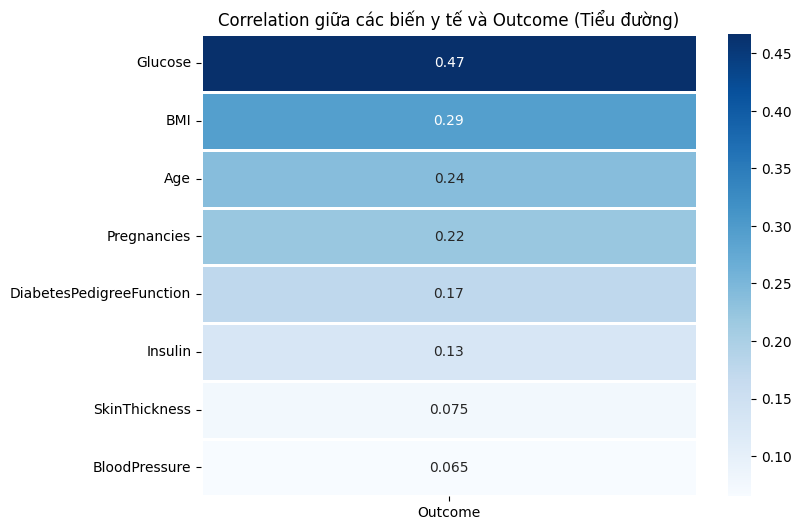 Correlation giữa các biến y tế và Outcome (Tiểu đường)
Glucose
0.47
BMI
0.29
Age
0.24
Pregnancies
0.22
DiabetesPedigreeFunction
0.17
Insulin
0.13
SkinThickness
0.075
BloodPressure
0.065
Outcome
0.45
0.40
0.35
0.30
0.25
0.20
0.15
0.10